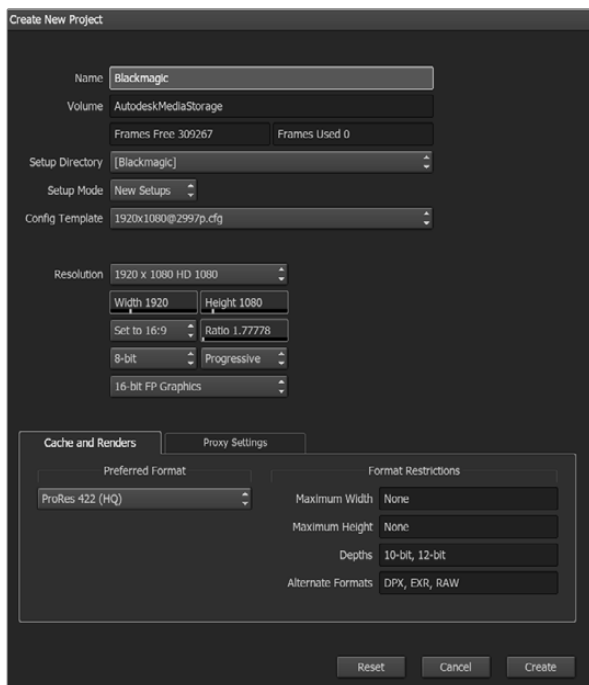 Create New Project
Name Blackmagic
Volume AutodeskMediaStorage
Frames Free 309267 Frames Used 0
Setup Directory [Blackmagic]
Setup Mode New Setups
Config Template 1920x1080@2997p.cfg
Resolution 1920 x 1080 HD 1080
Width 1920 Height 1080
Set to 16:9 Ratio 1.77778
8-bit Progressive
16-bit FP Graphics
Cache and Renders Proxy Settings
Preferred Format Format Restrictions
ProRes 422 (HQ) Maximum Width None
Maximum Height None
Depths 10-bit, 12-bit
Alternate Formats DPX, EXR, RAW
Reset Cancel Create